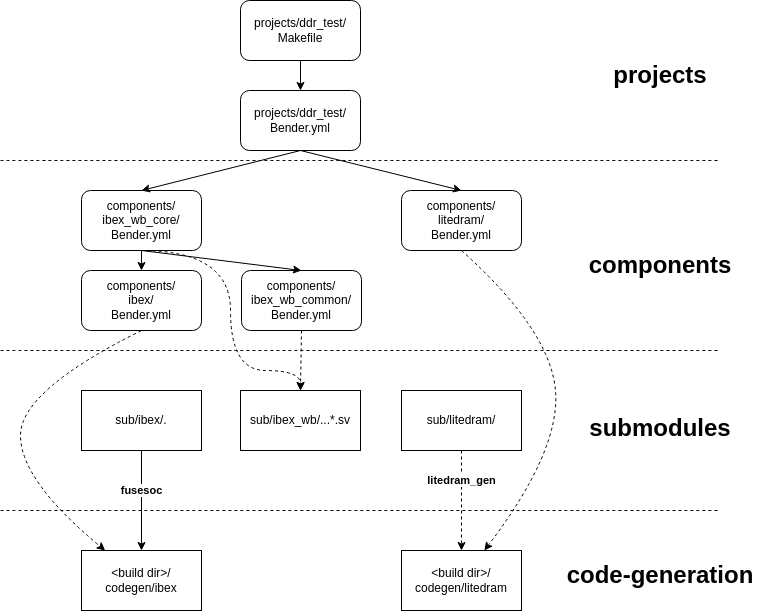 projects/ddr_test/
Makefile
projects
projects/ddr_test/
Bender.yml
components/
ibex_wb_core/
Bender.yml
components/
litedram/
Bender.yml
components
components/
ibex/
Bender.yml
components/
ibex_wb_common/
Bender.yml
sub/ibex/.
sub/ibex_wb/...*.sv
sub/litedram/
submodules
fusesoc
litedram_gen
<build dir>/
codegen/ibex
<build dir>/
codegen/litedram
code-generation